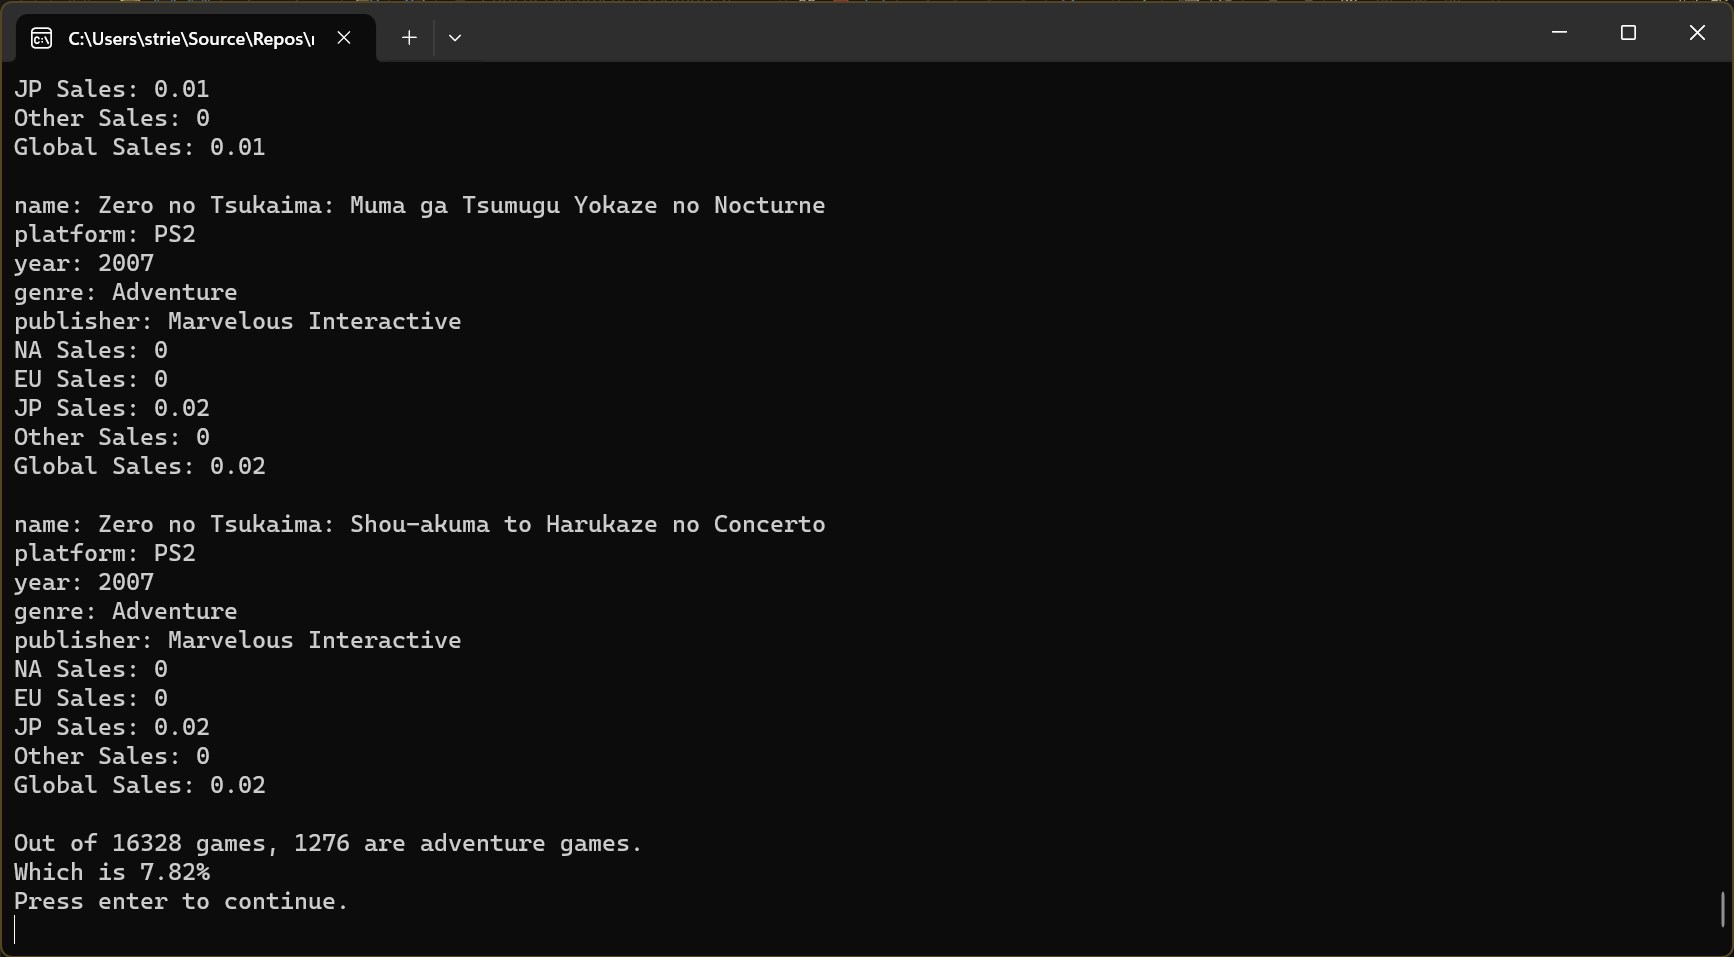 C:\Users\strie\Source\Repos\
JP Sales: 0.01
Other Sales: 0
Global Sales: 0.01
name: Zero no Tsukaima: Muma ga Tsumugu Yokaze no Nocturne
platform: PS2
year: 2007
genre: Adventure
publisher: Marvelous Interactive
NA Sales: 0
EU Sales: 0
JP Sales: 0.02
Other Sales: 0
Global Sales: 0.02
name: Zero no Tsukaima: Shou-akuma to Harukaze no Concerto
platform: PS2
year: 2007
genre: Adventure
publisher: Marvelous Interactive
NA Sales: 0
EU Sales: 0
JP Sales: 0.02
Other Sales: 0
Global Sales: 0.02
Out of 16328 games, 1276 are adventure games.
Which is 7.82%
Press enter to continue.